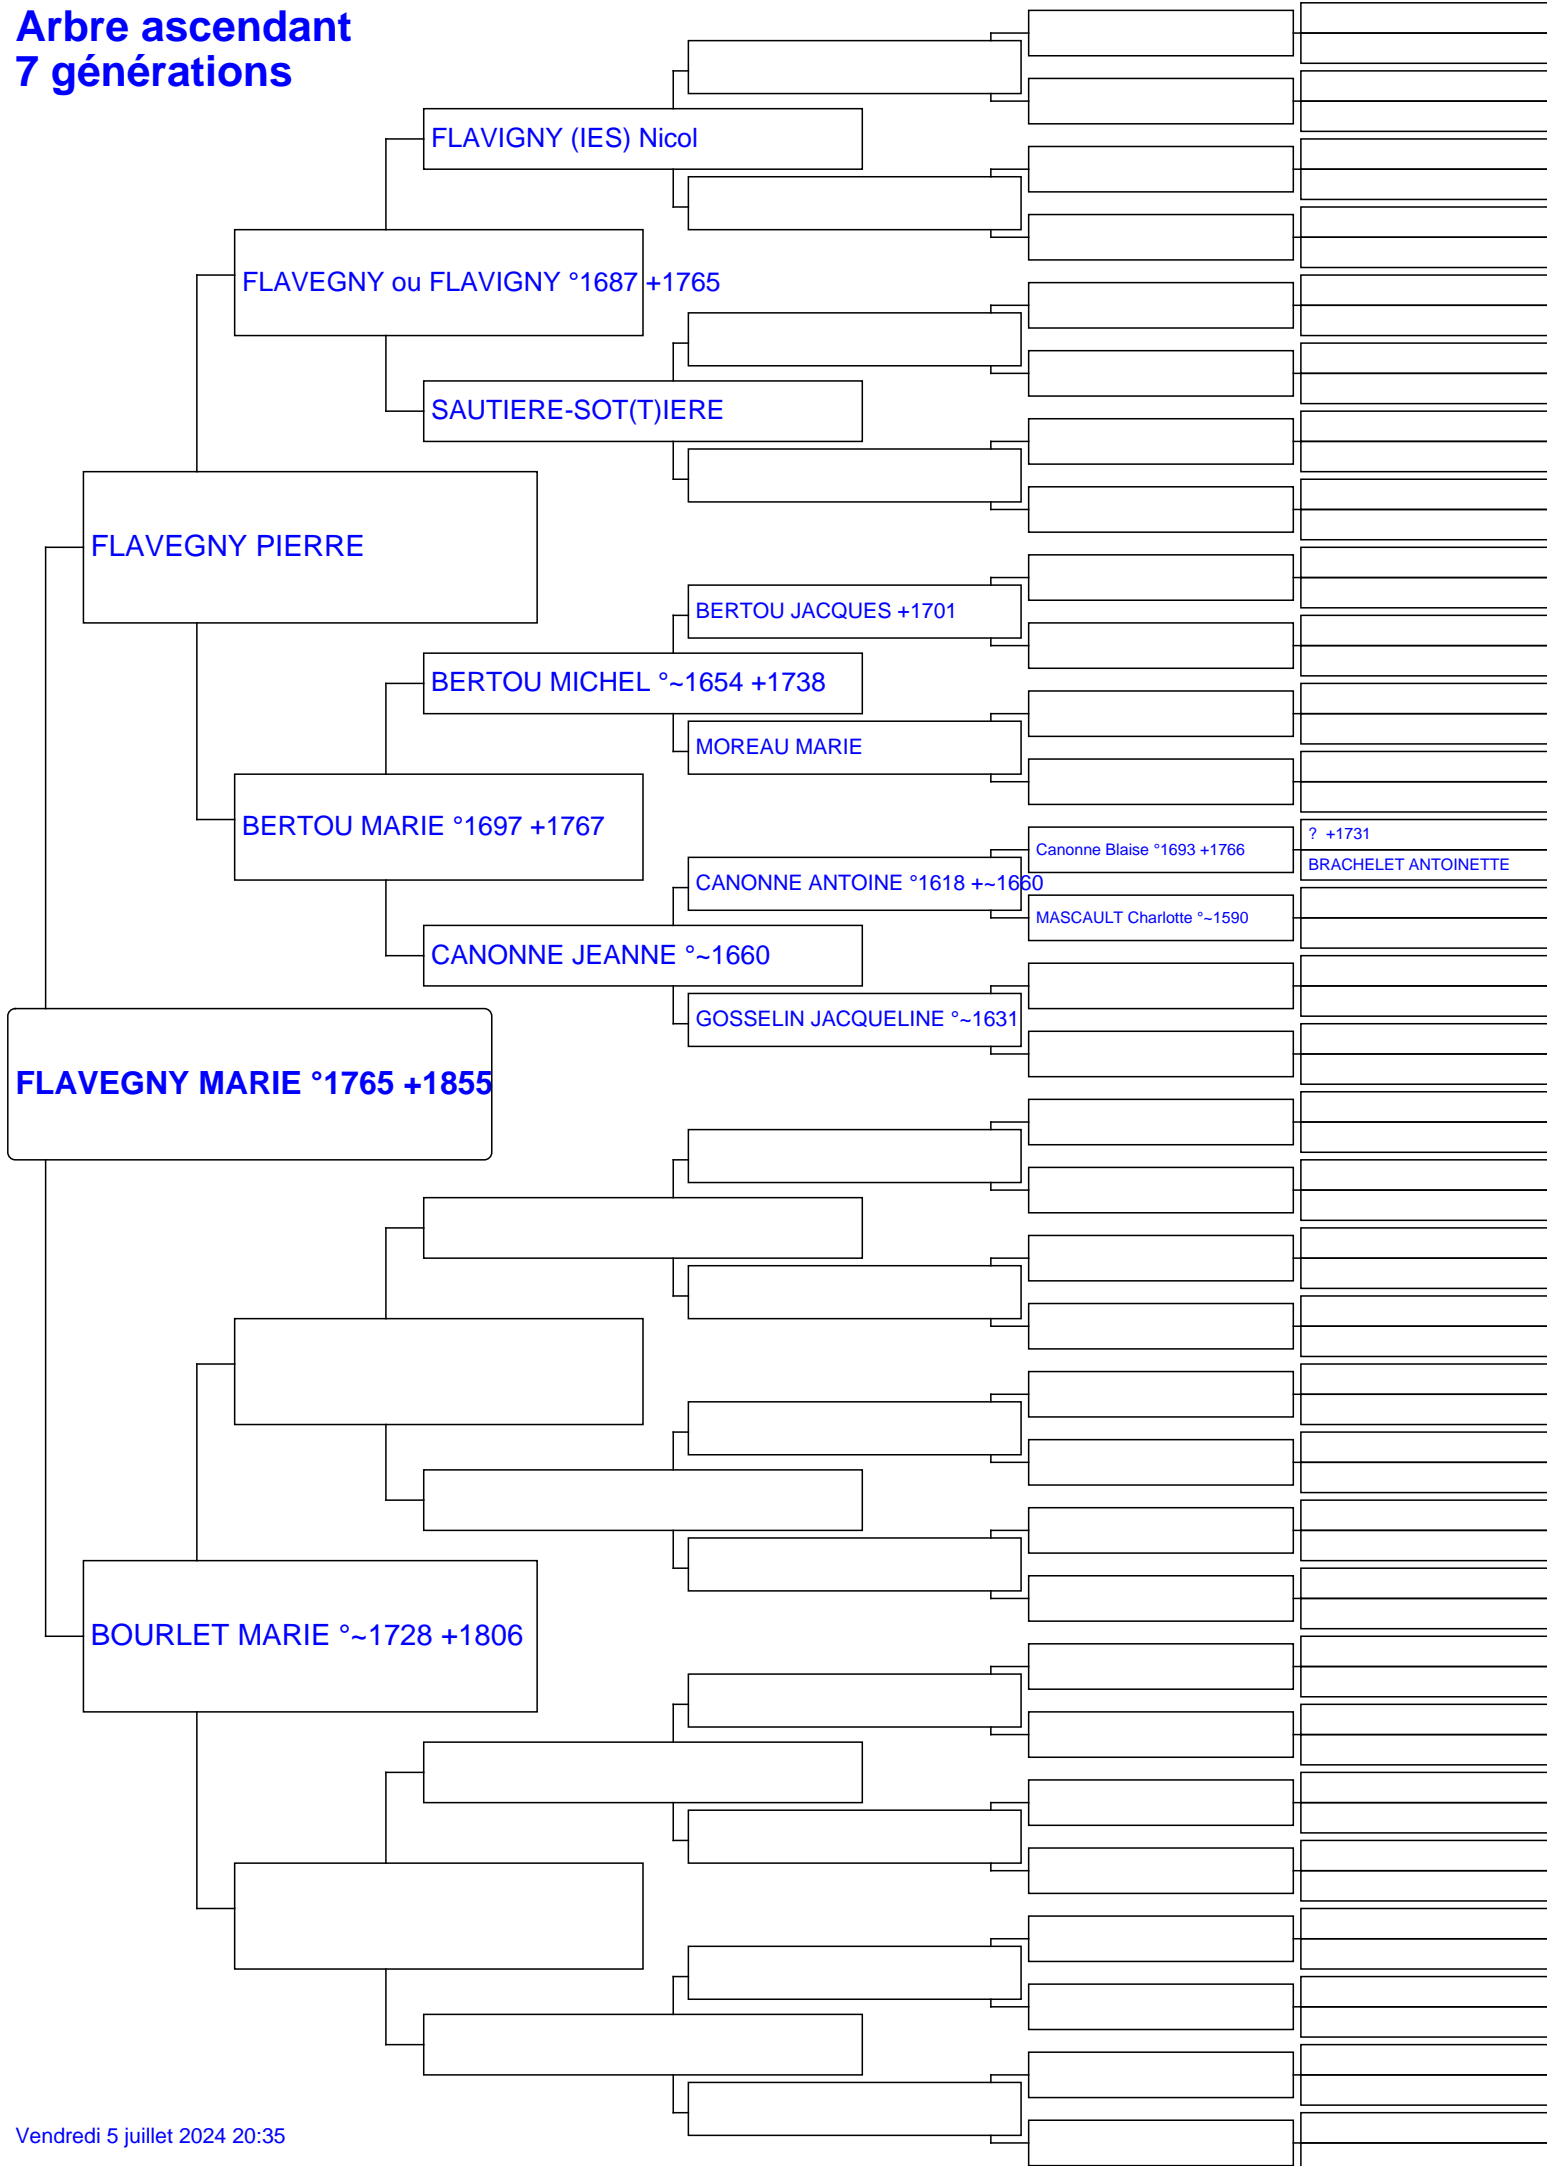 Arbre ascendant
7 générations
FLAVIGNY (IES) Nicol
FLAVEGNY ou FLAVIGNY °1687 +1765
SAUTIERE-SOT(T)IERE
FLAVEGNY PIERRE
BERTOU JACQUES +1701
BERTOU MICHEL °~1654 +1738
MOREAU MARIE
BERTOU MARIE °1697 +1767
? +1731
Canonne Blaise °1693 +1766
BRACHELET ANTOINETTE
CANONNE ANTOINE °1618 +~1660
MASCAULT Charlotte °~1590
CANONNE JEANNE °~1660
GOSSELIN JACQUELINE °~1631
FLAVEGNY MARIE °1765 +1855
BOURLET MARIE °~1728 +1806
Vendredi 5 juillet 2024 20:35